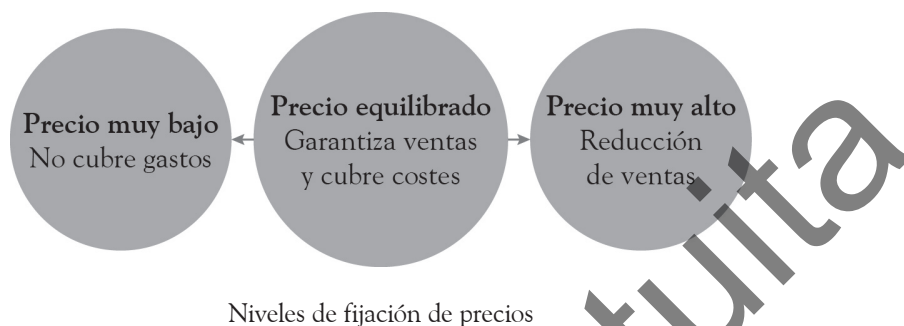 Precio muy bajo
No cubre gastos
Precio equilibrado
Garantiza ventas
y cubre costes
Precio muy alto
Reducción
de ventas
Niveles de fijación de precios